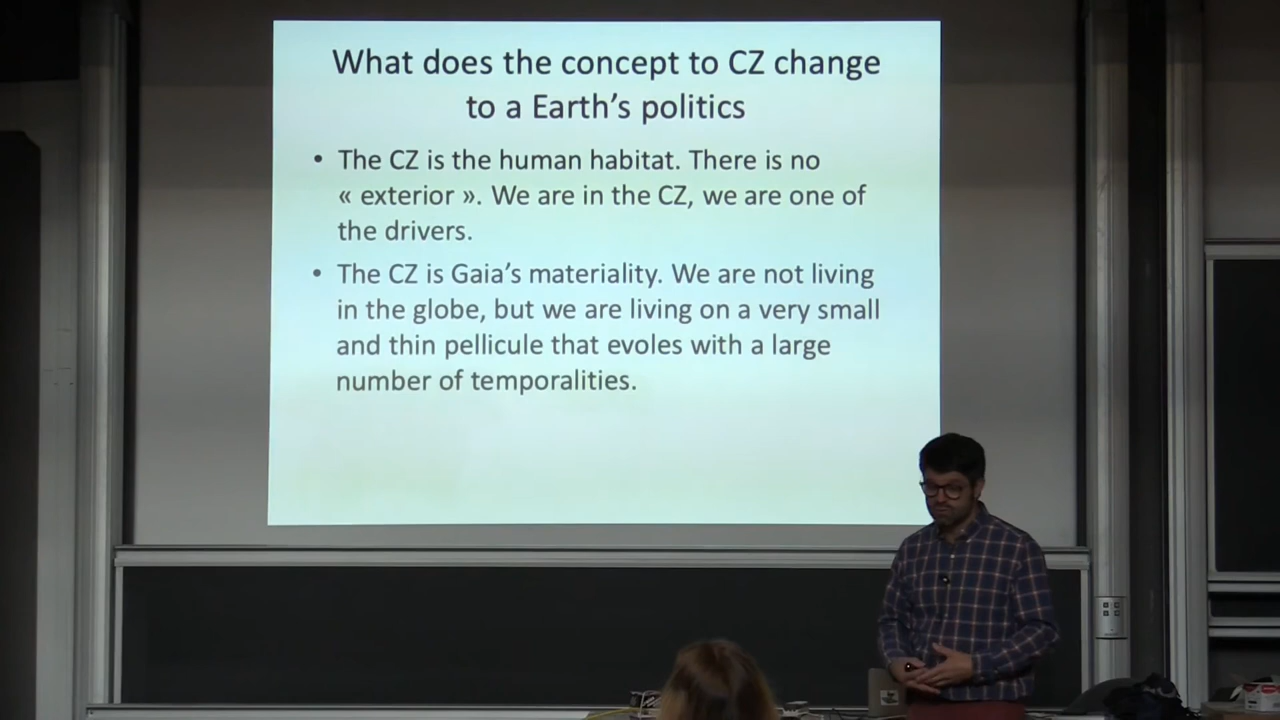 What does the concept to CZ change
to a Earth's politics
• The CZ is the human habitat. There is no
« exterior ». We are in the CZ, we are one of
the drivers.
• The CZ is Gaia's materiality. We are not living
in the globe, but we are living on a very small
and thin pellicule that evoles with a large
number of temporalities.